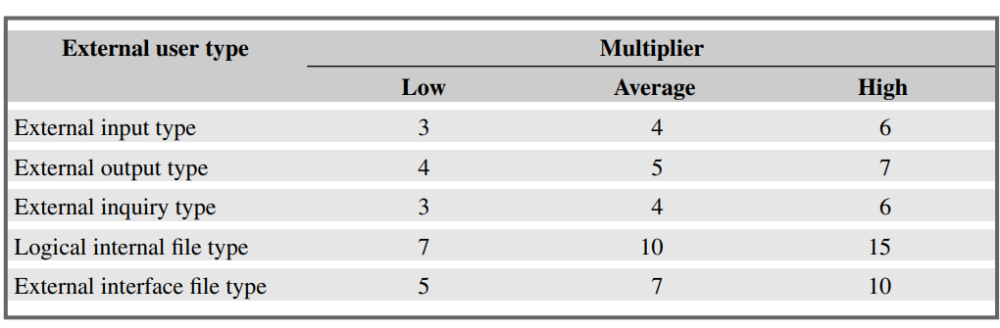 External user type Multiplier
Low Average High
External input type 3 4 6
External output type 4 5 7
External inquiry type 3 4 6
Logical internal file type 7 10 15
External interface file type 5 7 10